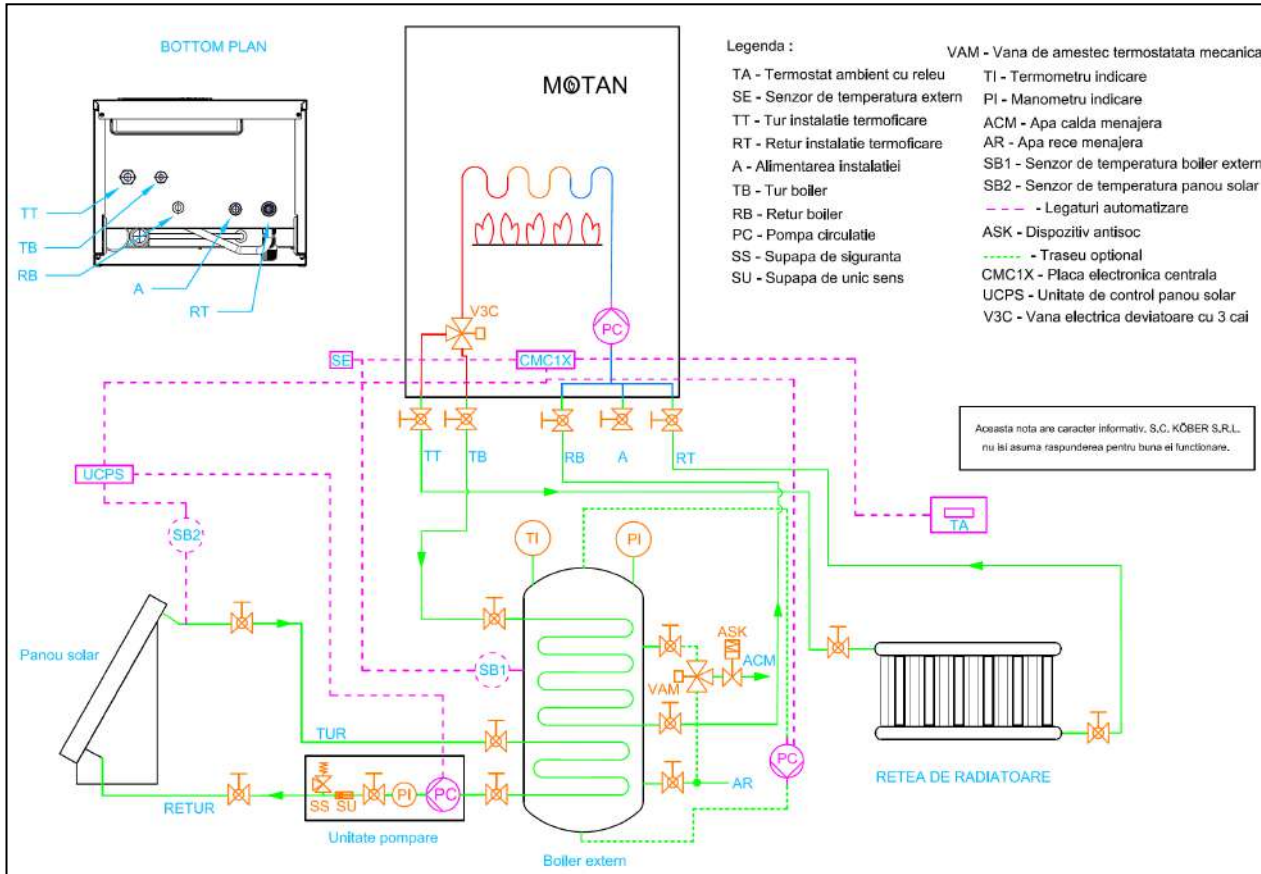 BOTTOM PLAN
TT
TB
RB
A
RT
MOTAN
V3C
PC
SE
CMC1X
TT
TB
RB
A
RT
Legenda :
TA - Termostat ambient cu releu
SE - Senzor de temperatura extern
TT - Tur instalatie termoficare
RT - Retur instalatie termoficare
A - Alimentarea instalatiei
TB - Tur boiler
RB - Retur boiler
PC - Pompa circulatie
SS - Supapa de siguranta
SU - Supapa de unic sens
VAM - Vana de amestec termostatata mecanica
TI - Termometru indicare
PI - Manometru indicare
ACM - Apa calda menajera
AR - Apa rece menajera
SB1 - Senzor de temperatura boiler extern
SB2 - Senzor de temperatura panou solar
- Legaturi automatizare
ASK - Dispozitiv antisoc
- Traseu optional
CMC1X - Placa electronica centrala
UCPS - Unitate de control panou solar
V3C - Vana electrica deviatoare cu 3 cai
Aceasta nota are caracter informativ. S.C. KÖBER S.R.L.
nu isi asuma raspunderea pentru buna ei functionare.
UCPS
SB2
TI
PI
TA
Panou solar
SB1
ASK
ACM
VAM
TUR
RETUR
SS
SU
PI
PC
Unitate pompare
AR
PC
Boiler extern
RETEA DE RADIATOARE